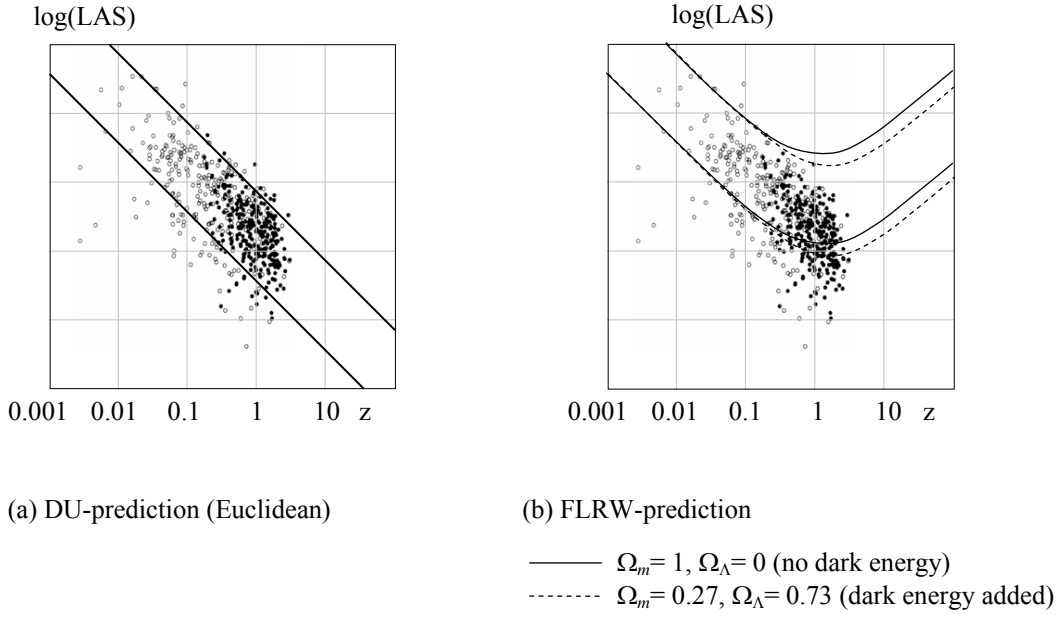 log(LAS)
log(LAS)
0.001 0.01 0.1 1 10 z
0.001 0.01 0.1 1 10 z
(a) DU-prediction (Euclidean)
(b) FLRW-prediction
Ωm= 1, ΩΛ= 0 (no dark energy)
Ωm= 0.27, ΩΛ= 0.73 (dark energy added)